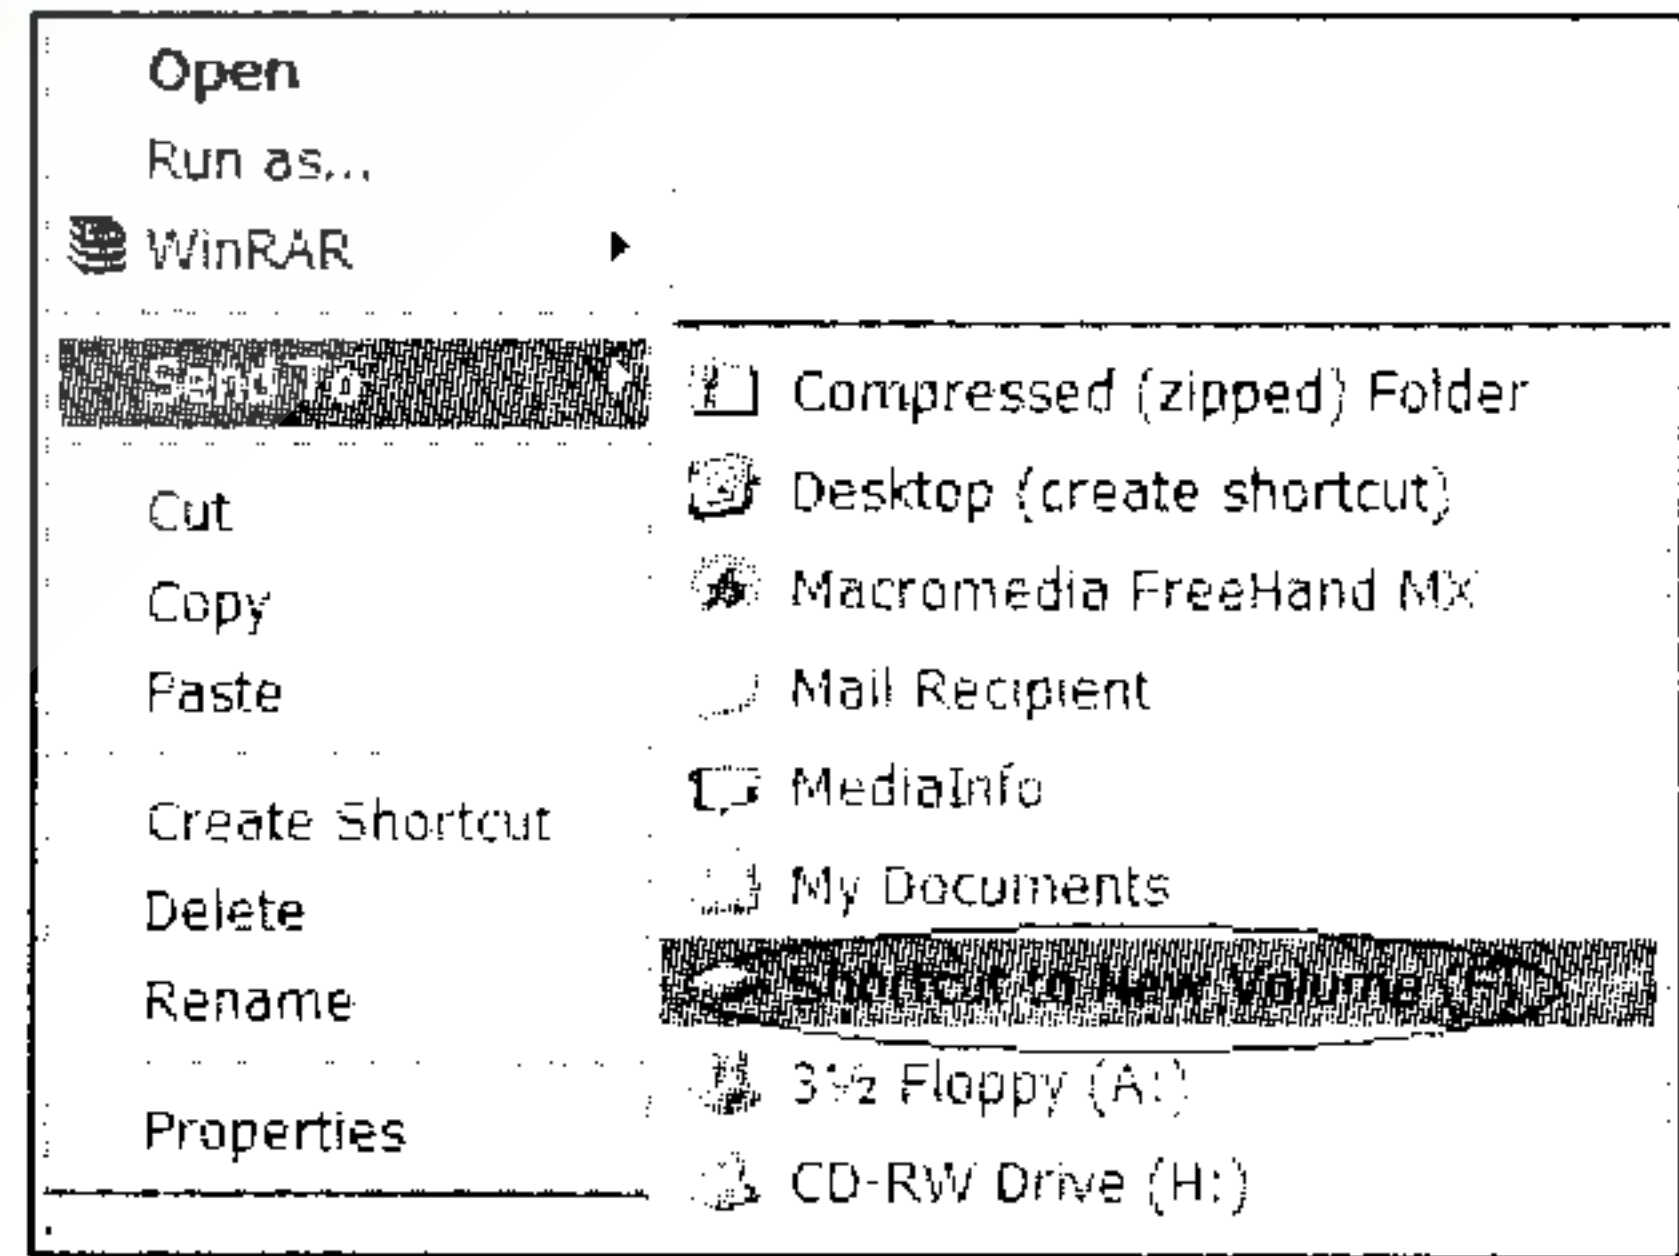 Open
Run as...
WinRAR
Send To
Cut
Copy
Paste
Create Shortcut
Delete
Rename
Properties
Compressed (zipped) Folder
Desktop (create shortcut)
Macromedia FreeHand MX
Mail Recipient
MediaInfo
My Documents
Shortcut to New Volume (F)
3½ Floppy (A:)
CD-RW Drive (H:)